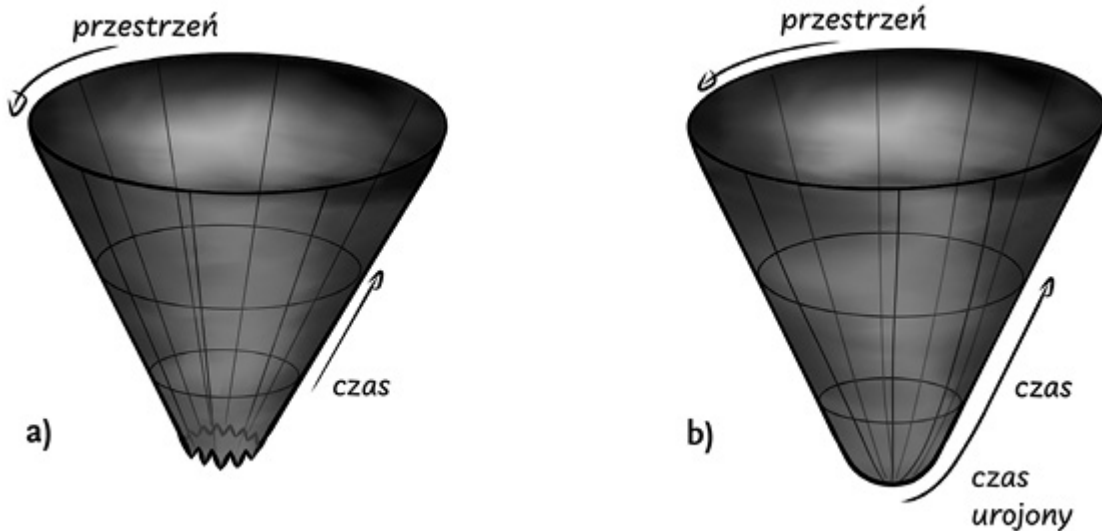 przestrzeń
czas
a)
przestrzeń
czas
b)
czas
urojony